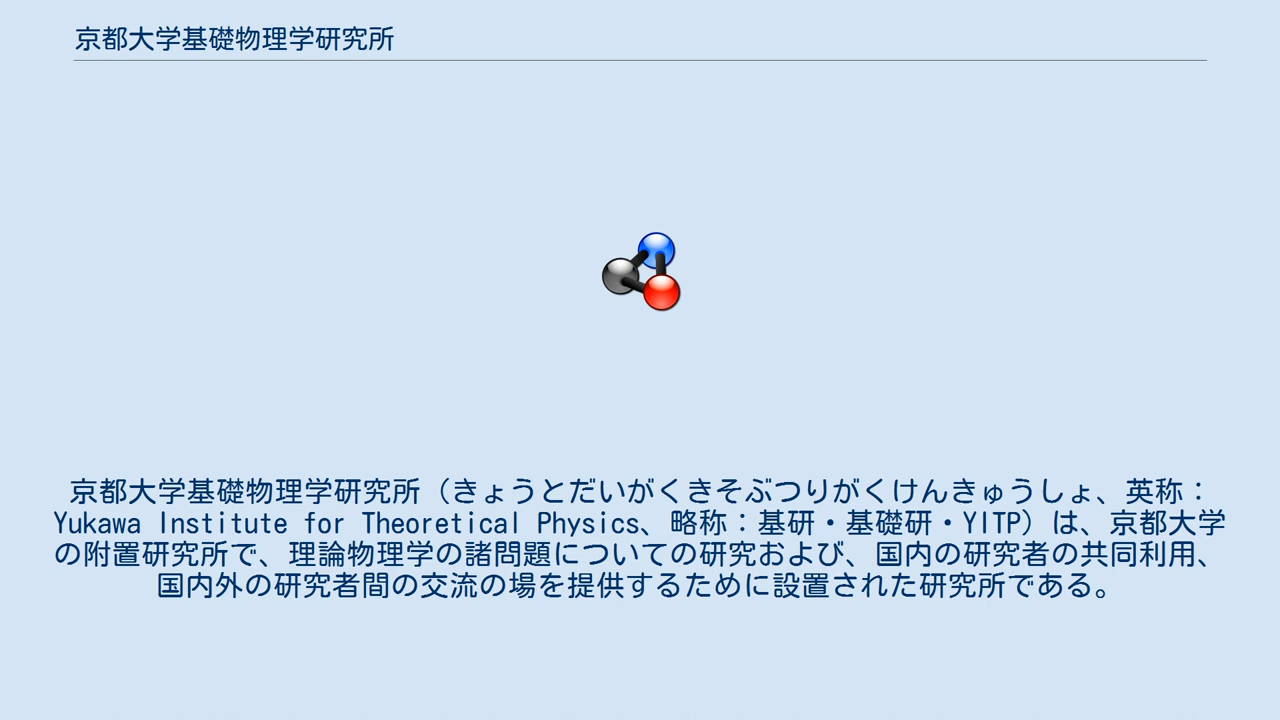 京都大学基礎物理学研究所
京都大学基礎物理学研究所（きょうとだいがくきそぶつりがくけんきゅうしょ、英称：
Yukawa Institute for Theoretical Physics、略称：基研・基礎研・YITP）は、京都大学
の附置研究所で、理論物理学の諸問題についての研究および、国内の研究者の共同利用、
国内外の研究者間の交流の場を提供するために設置された研究所である。